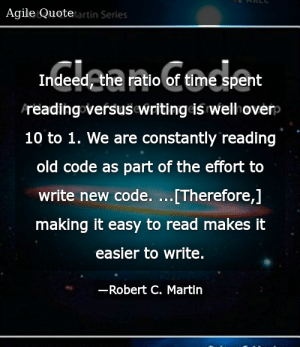 Agile Quote
Martin Series
Clean Code
Indeed, the ratio of time spent
reading versus writing is well over
10 to 1. We are constantly reading
old code as part of the effort to
write new code. ...[Therefore,]
making it easy to read makes it
easier to write.
—Robert C. Martin